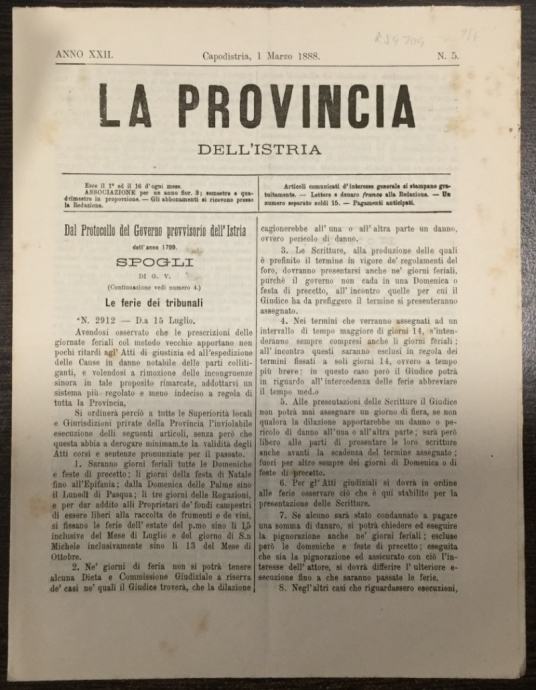 ANNO XXII.
Capodistria, 1 Marzo 1888.
N. 5.
LA PROVINCIA
DELL'ISTRIA
Esce il 1º ed il 16 d'ogni mese.
ASSOCIAZIONE per un anno fior. 3; semestre e qua-
drimestre in proporzione. — Gli abbonamenti si ricevono presso
la Redazione.
Articoli comunicati d'interesse generale si stampano gra-
tuitamente. — Lettere e denaro franco alla Redazione. — Un
numero separato soldi 15. — Pagamenti anticipati.
Dal Protocollo del Governo provvisorio dell'Istria
dell'anno 1799.
SPOGLI
DI G. V.
(Continuazione vedi numero 4.)
Le ferie dei tribunali
N. 2912 — D.a 15 Luglio.
Avendosi osservato che le prescrizioni delle
giornate feriali col metodo vecchio apportano non
pochi ritardi agl' Atti di giustizia ed all'espedizione
delle Cause in danno notabile delle parti colliti-
ganti, e volendosi a rimozione delle incongruenze
sinora in tale proposito rimarcate, addottarvi un
sistema più regolato e meno indeciso a regola di
tutta la Provincia,
Si ordinerà perciò a tutte le Superiorità locali
e Giurisdizioni private della Provincia l'inviolabile
esecuzione delli seguenti articoli, senza però che
questa abbia a derogare minimam.te la validità degli
Atti corsi e sentenze pronunciate per il passato.
1. Saranno giorni feriali tutte le Domeniche
e feste di precetto; li giorni della festa di Natale
fino all'Epifania; dalla Domenica delle Palme sino
il Lunedì di Pasqua; li tre giorni delle Rogazioni,
e per dar addito alli Proprietari de' fondi campestri
di essere liberi alla raccolta de frumenti e de vini,
si fissano le ferie dell' estate del p.mo sino li 15
inclusive del Mese di Luglio e del giorno di S.n
Michele inclusivamente sino li 13 del Mese di
Ottobre.
2. Ne' giorni di feria non si potrà tenere
alcuna Dieta e Commissione Giudiziale a riserva
de' casi ne' quali il Giudice troverà, che la dilazione
cagionerebbe all' una o all' altra parte un danno,
ovvero pericolo di danno.
3. Le Scritture, alla produzione delle quali
è prefinito il termine in vigore de' regolamenti del
foro, dovranno presentarsi anche ne' giorni feriali,
purchè il governo non cada in una Domenica o
festa di precetto, all' incontro quelle per cui il
Giudice ha da prefiggere il termine si presenteranno
assegnato.
4. Nei termini che verranno assegnati ad un
intervallo di tempo maggiore di giorni 14, s'inten-
deranno sempre compresi anche li giorni feriali;
all' incontro questi saranno esclusi in regola dei
termini fissati a soli giorni 14, ovvero a tempo
più breve: in questo caso però il Giudice potrà
in riguardo all' intercedenza delle ferie abbreviare
il tempo med.o
5. Alle presentazioni delle Scritture il Giudice
non potrà mai assegnare un giorno di fiera, se non
qualora la dilazione apportarebbe un danno o pe-
ricolo di danno all' una o all' altra parte; sarà però
libero alle parti di presentare le loro scritture
anche avanti la scadenza del termine assegnato;
fuori per altro sempre dei giorni di Domenica o di
feste di precetto.
6. Per gl' Atti giudiziali si dovrà in ordine
alle ferie osservare ciò che è qui stabilito per la
presentazione delle Scritture.
7. Se alcuno sarà stato condannato a pagare
una somma di danaro, si potrà chiedere ed eseguire
la pignorazione anche ne' giorni feriali; escluse
però le domeniche e feste di precetto; eseguita
che sia la pignorazione ed assicurato con ciò l'in-
teresse dell' attore, si dovrà differire l' ulteriore e-
secuzione fino a che saranno passate le ferie.
8. Negl'altri casi che riguardassero esecuzioni,